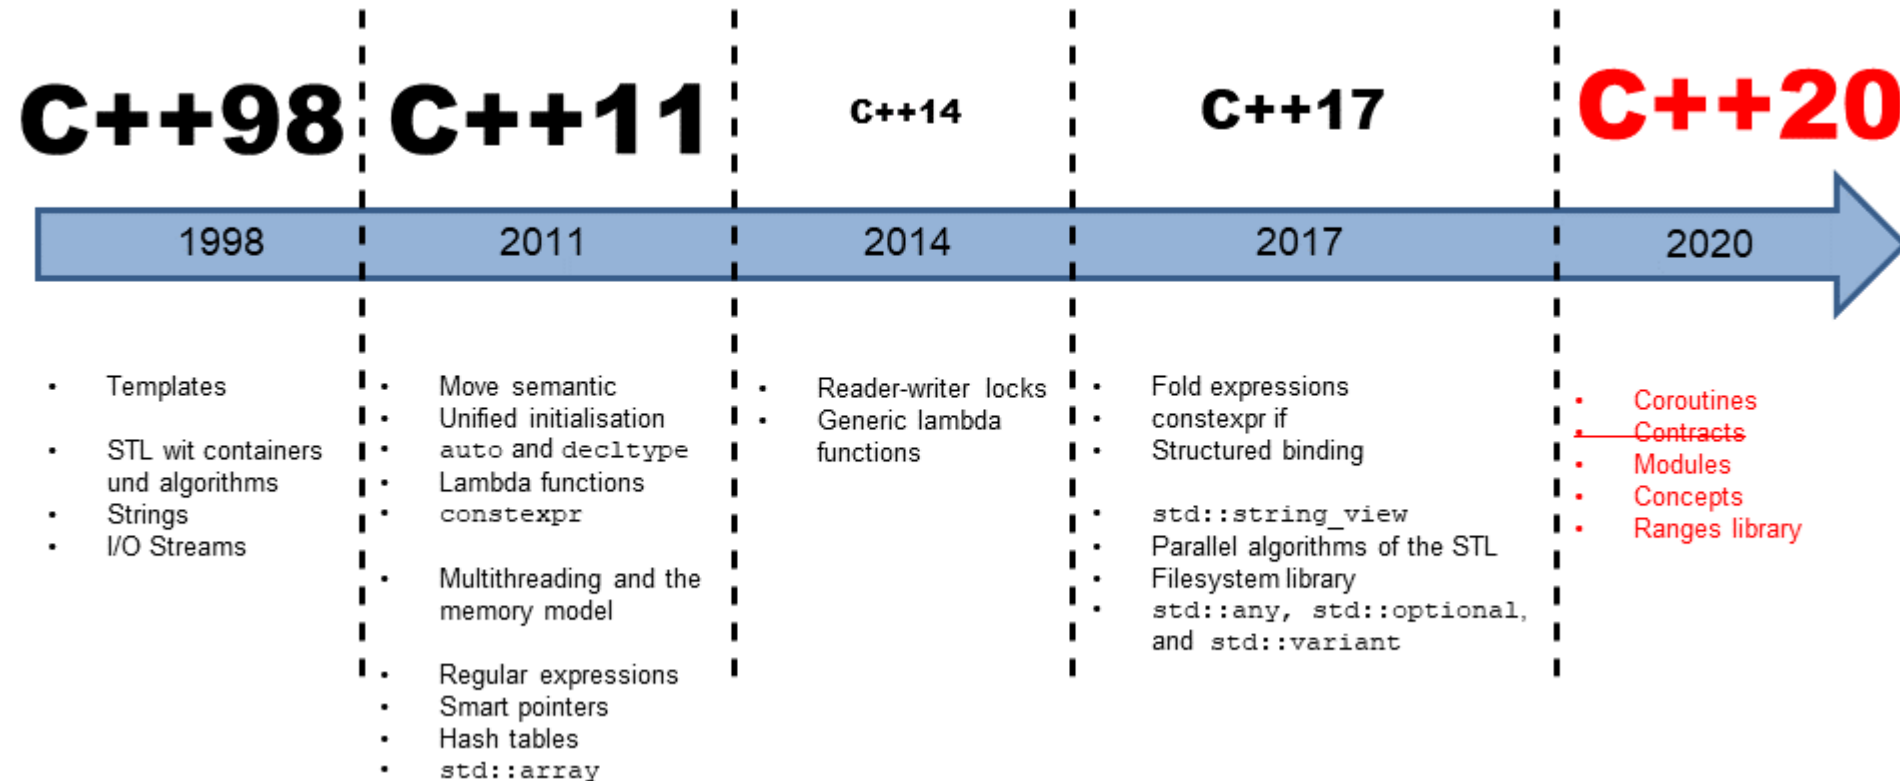 C++98
C++11
C++14
C++17
C++20
1998
2011
2014
2017
2020
• Templates
• STL wit containers
und algorithms
• Strings
• I/O Streams
• Move semantic
• Unified initialisation
• auto and decltype
• Lambda functions
• constexpr
• Multithreading and the
memory model
• Regular expressions
• Smart pointers
• Hash tables
• std::array
• Reader-writer locks
• Generic lambda
functions
• Fold expressions
• constexpr if
• Structured binding
• std::string_view
• Parallel algorithms of the STL
• Filesystem library
• std::any, std::optional,
and std::variant
• Coroutines
• Contracts
• Modules
• Concepts
• Ranges library